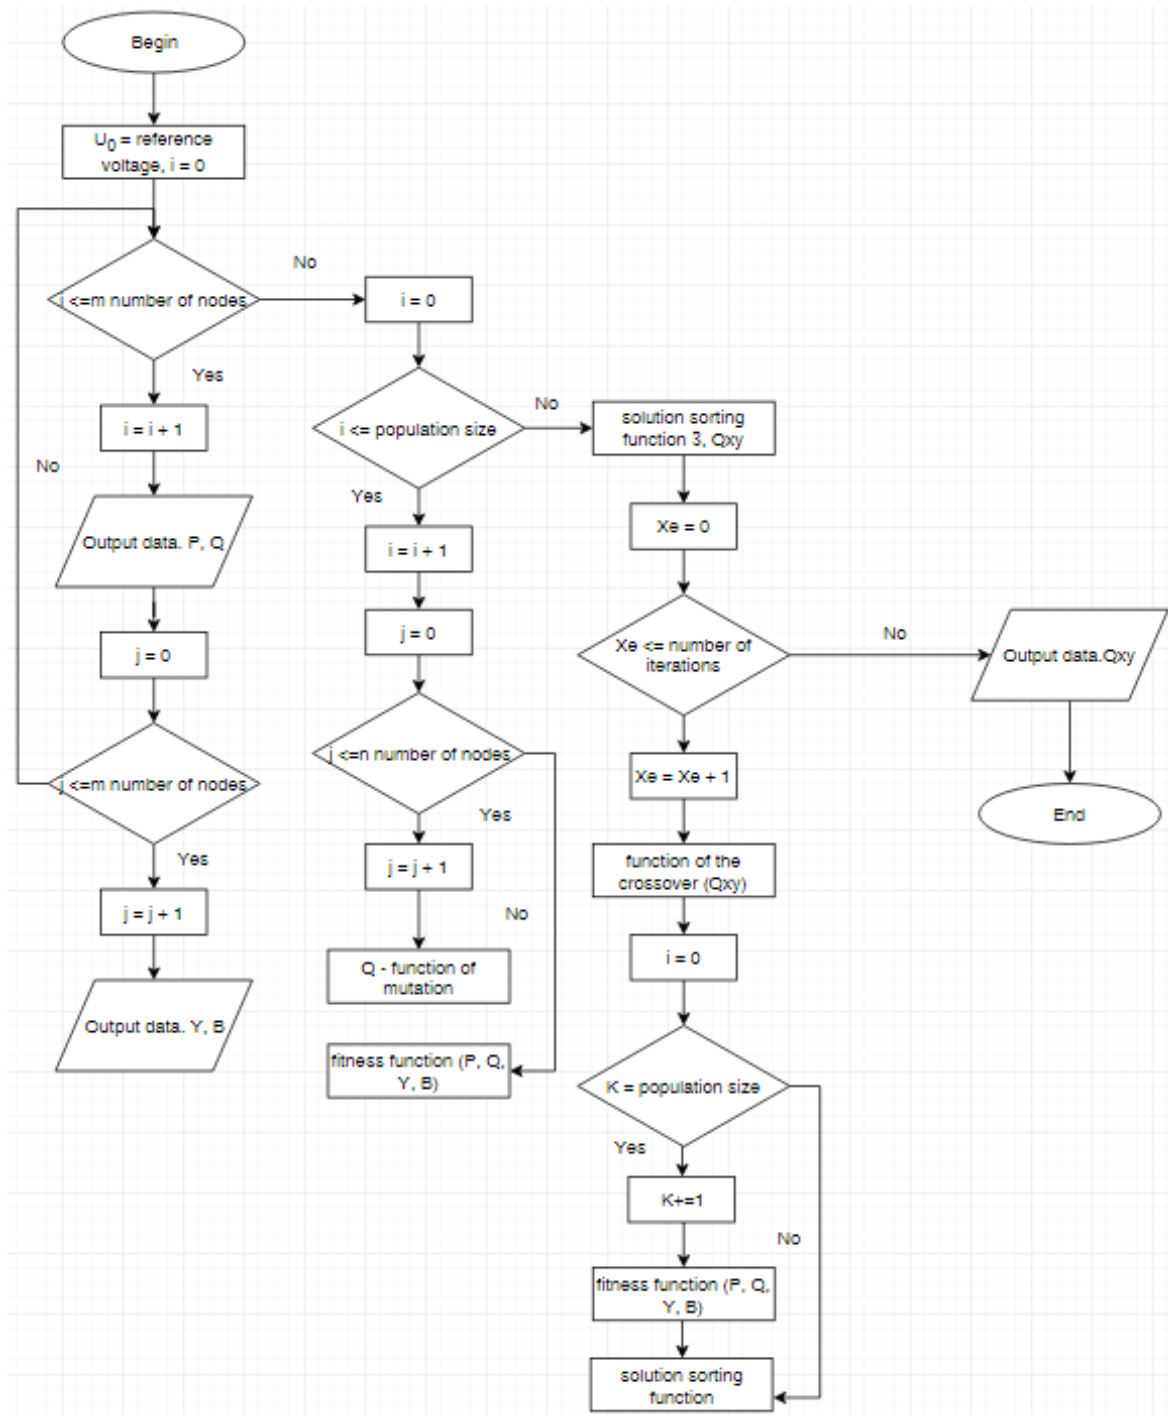 Begin
U0 = reference
voltage, i = 0
i <=m number of nodes
No
Yes
i = i + 1
No
Output data. P, Q
j = 0
j <=m number of nodes
Yes
j = j + 1
Output data. Y, B
i = 0
i <= population size
No
Yes
i = i + 1
j = 0
j <=n number of nodes
Yes
j = j + 1
No
Q - function of
mutation
fitness function (P, Q,
Y, B)
solution sorting
function 3, Qxy
Xe = 0
Xe <= number of
iterations
No
Xe = Xe + 1
function of the
crossover (Qxy)
i = 0
K = population size
Yes
K+=1
No
fitness function (P, Q,
Y, B)
solution sorting
function
Output data.Qxy
End